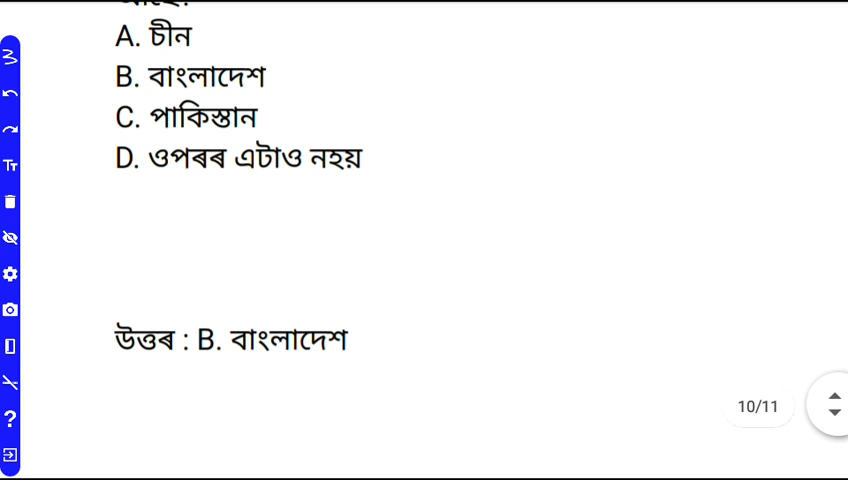 A. চীন
B. বাংলাদেশ
C. পাকিস্তান
D. ওপৰৰ এটাও নহয়
উত্তৰ : B. বাংলাদেশ
10/11